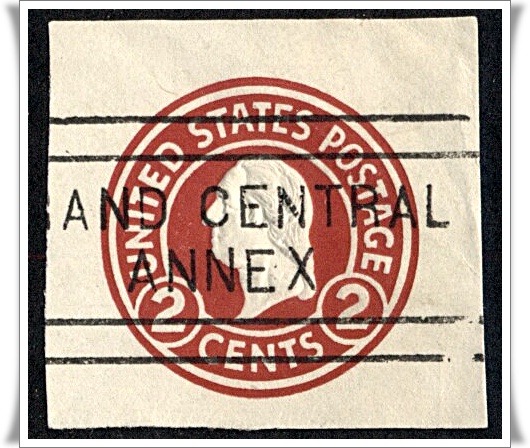 UNITED STATES POSTAGE
AND CENTRAL
ANNEX
2 2
CENTS